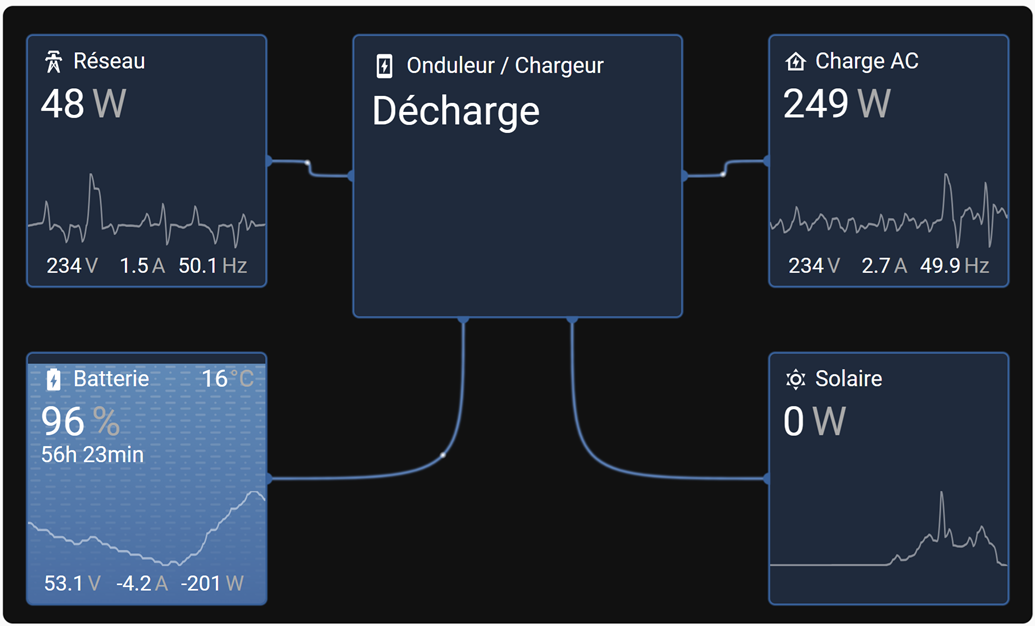 Réseau
48 W
234 V 1.5 A 50.1 Hz
Onduleur / Chargeur
Décharge
Charge AC
249 W
234 V 2.7 A 49.9 Hz
Batterie 16 °C
96 %
56h 23min
53.1 V -4.2 A -201 W
Solaire
0 W